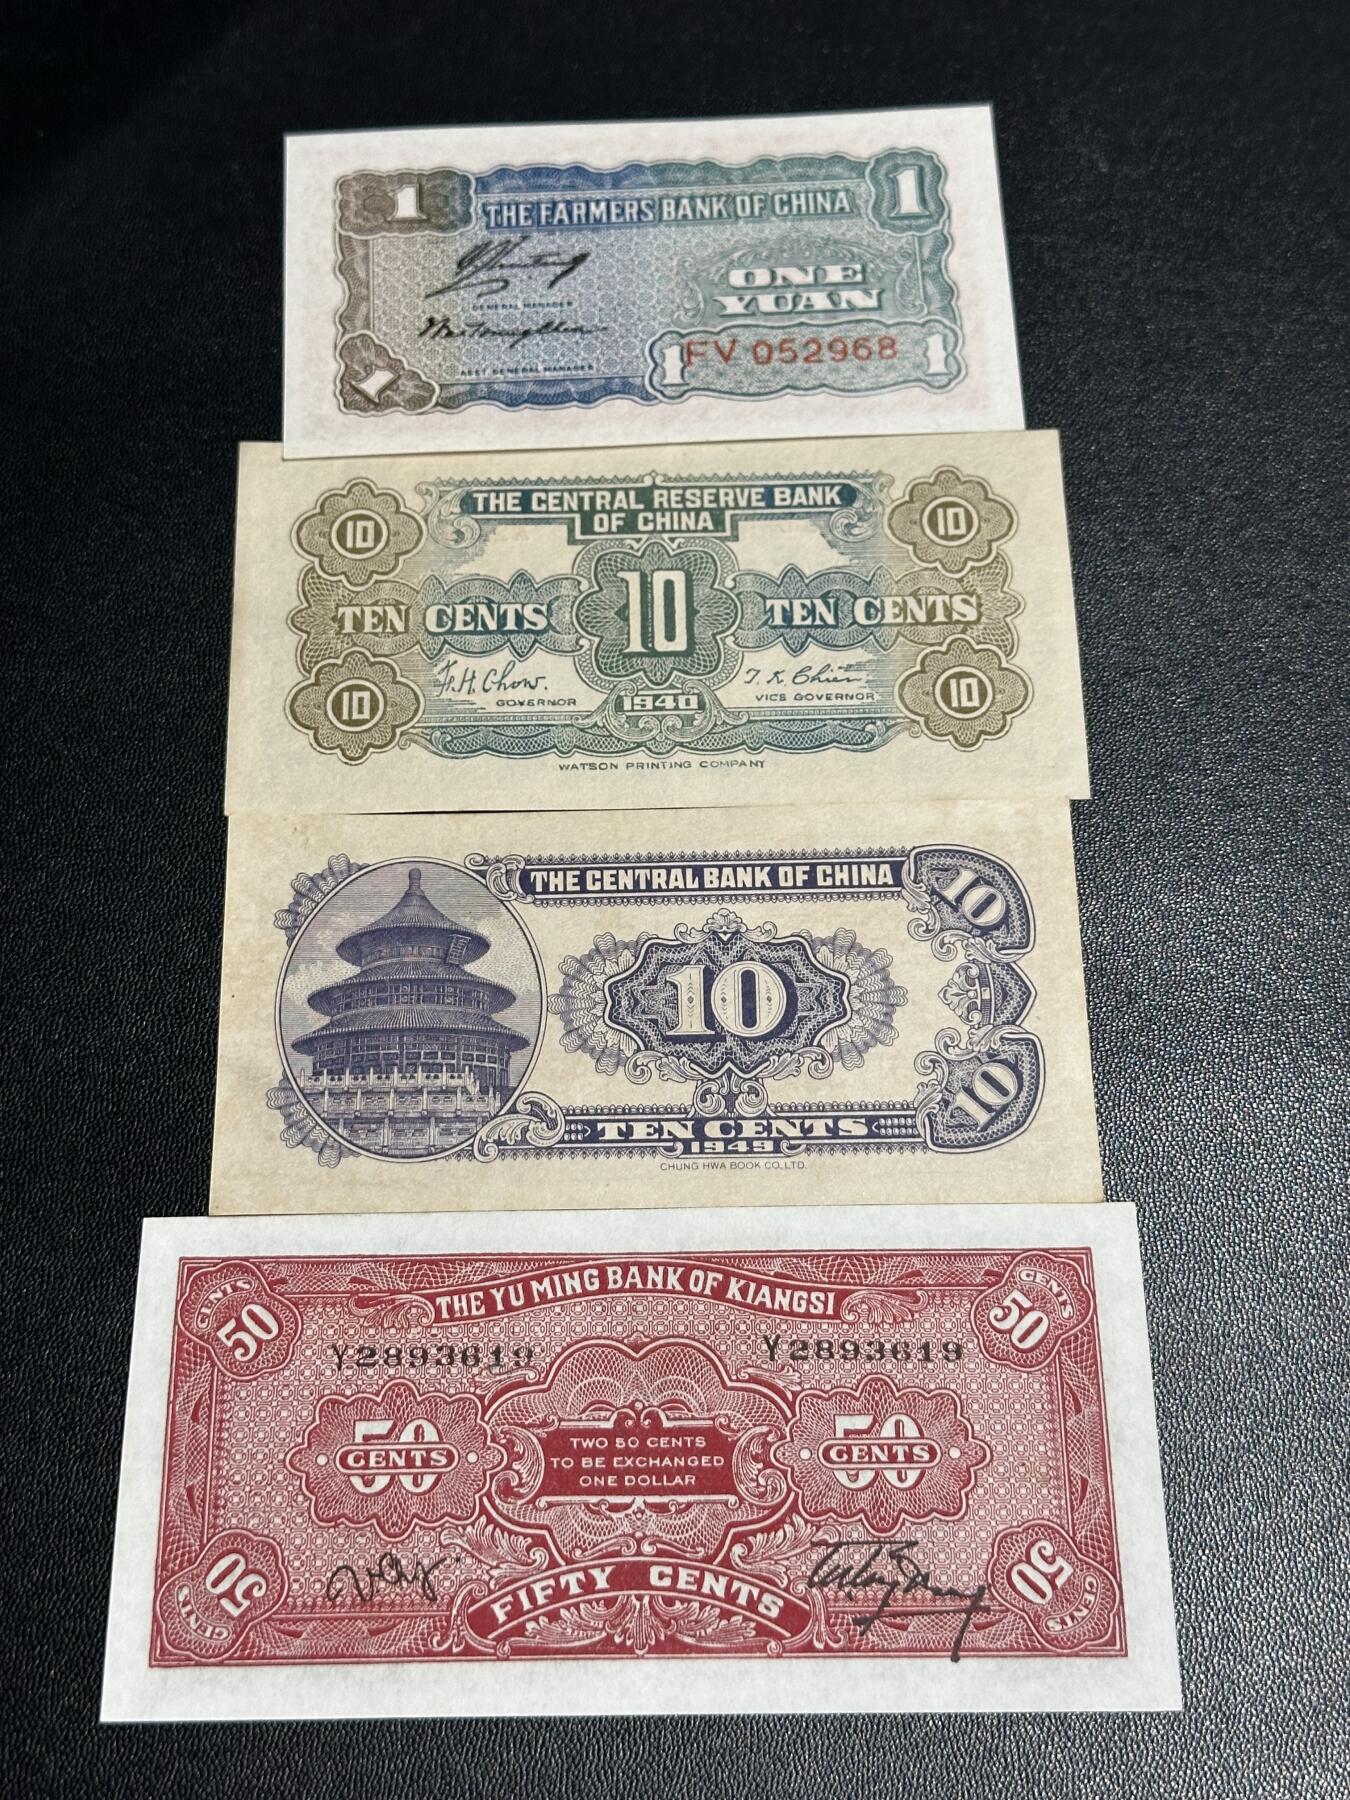 1
1
THE FARMERS BANK OF CHINA
ONE
YUAN
GENERAL MANAGER
FV 052968
1
1
1
ASST GENERAL MANAGER
THE CENTRAL RESERVE BANK
OF CHINA
10
10
10
TEN CENTS
TEN CENTS
F.H. Chow.
T. K. Chien
GOVERNOR
VICE GOVERNOR
10
10
1940
WATSON PRINTING COMPANY
THE CENTRAL BANK OF CHINA
10
10
10
TEN CENTS
1949
CHUNG HWA BOOK CO., LTD.
THE YU MING BANK OF KIANGSI
CENTS
50
CENTS
50
Y2893619
Y2893619
50
CENTS
50
CENTS
TWO 50 CENTS
TO BE EXCHANGED
ONE DOLLAR
50
CENTS
50
CENTS
FIFTY CENTS